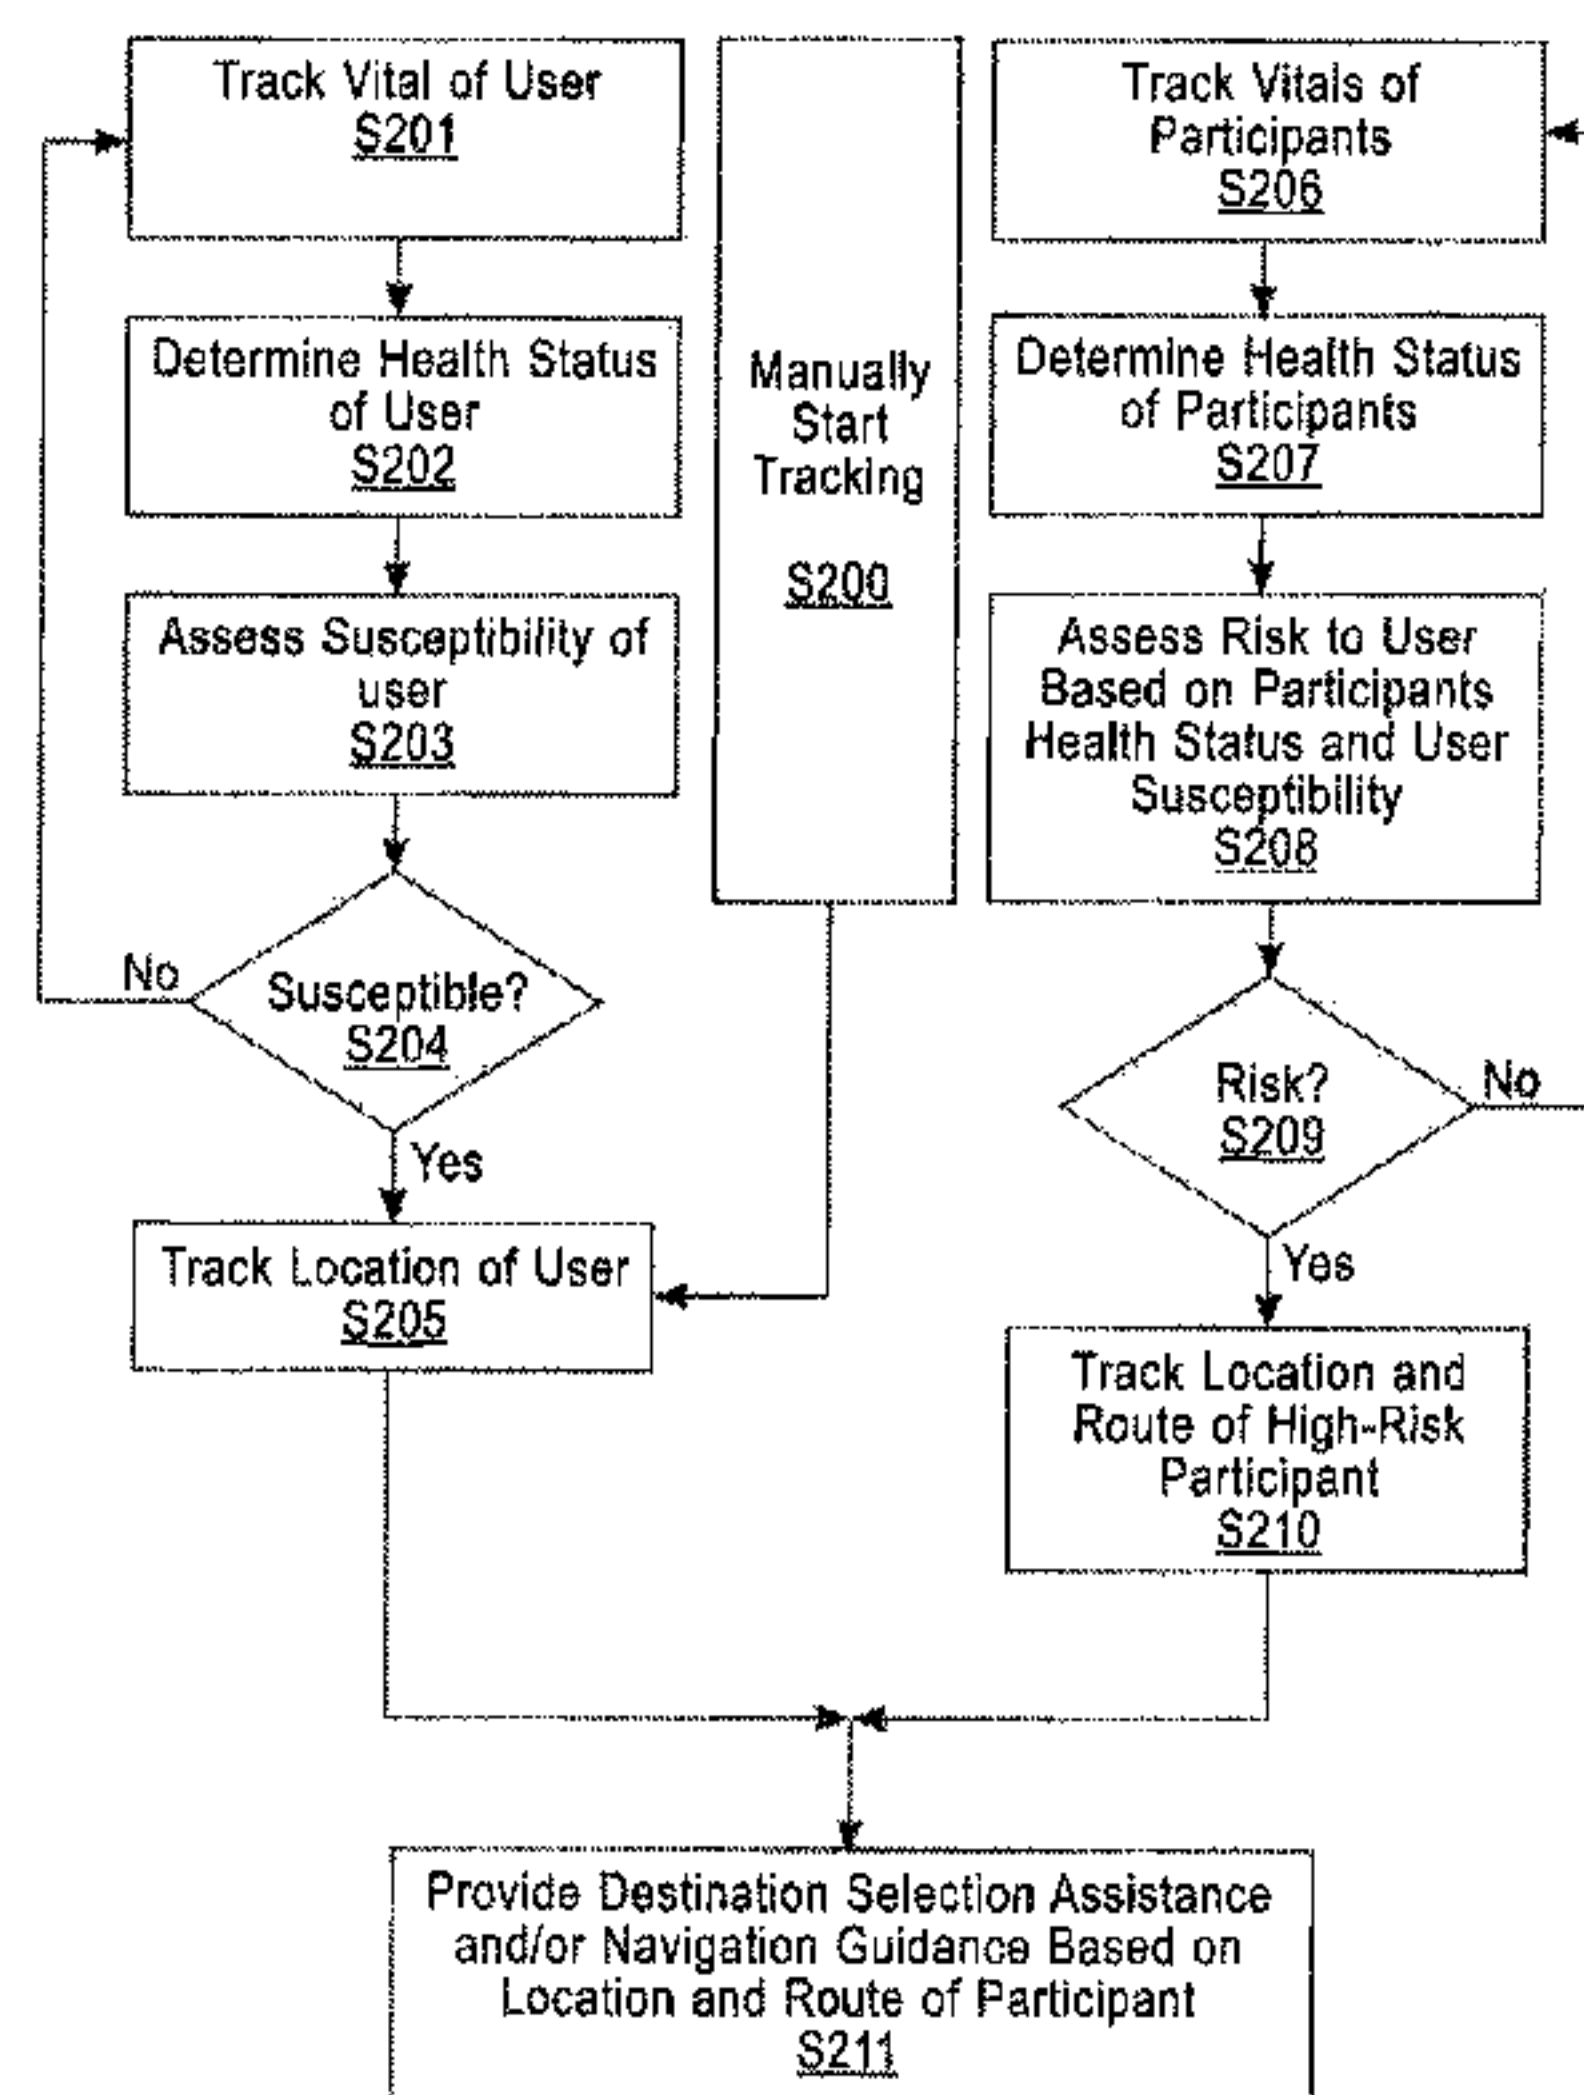 Track Vital of User
S201
Determine Health Status
of User
S202
Assess Susceptibility of
user
S203
No
Susceptible?
S204
Yes
Track Location of User
S205
Manually
Start
Tracking
S200
Track Vitals of
Participants
S206
Determine Health Status
of Participants
S207
Assess Risk to User
Based on Participants
Health Status and User
Susceptibility
S208
Risk?
S209
No
Yes
Track Location and
Route of High-Risk
Participant
S210
Provide Destination Selection Assistance
and/or Navigation Guidance Based on
Location and Route of Participant
S211